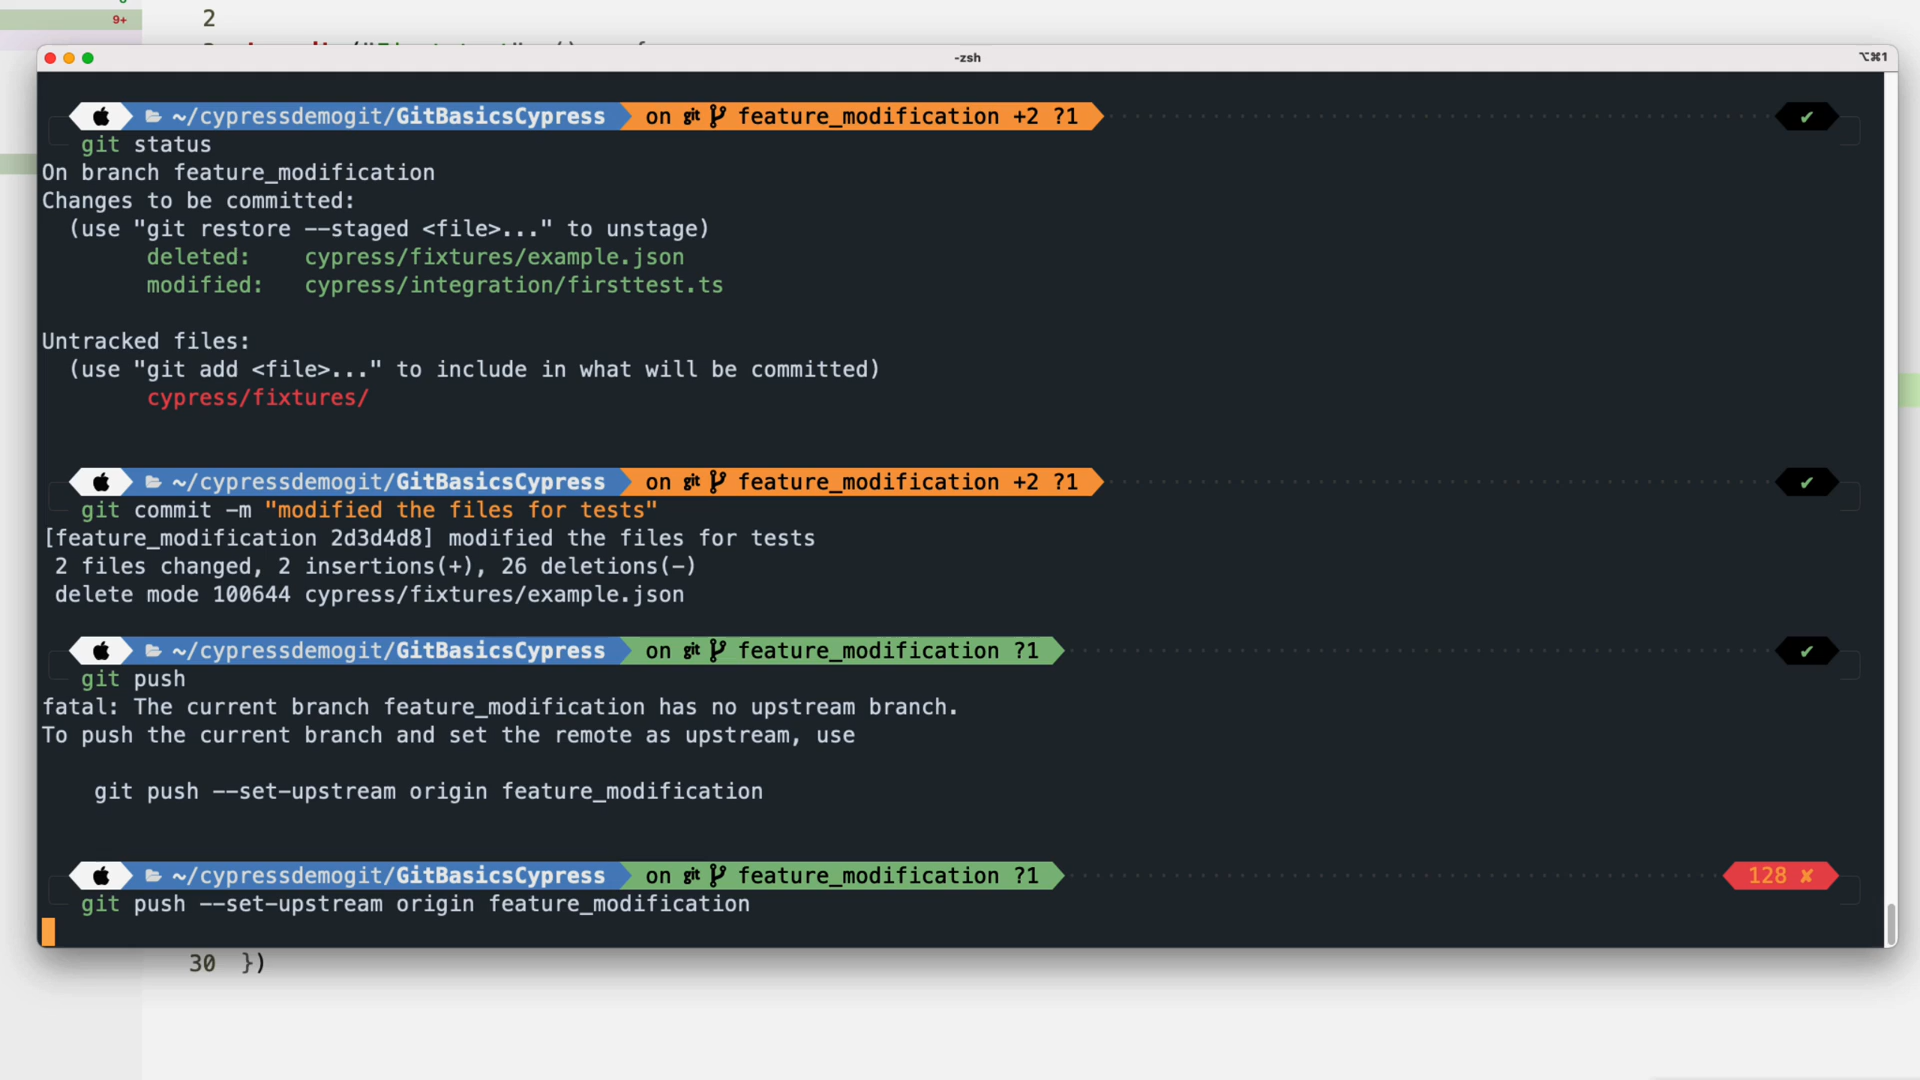 9+
2
-zsh
⌥⌘1
~/cypressdemogit/GitBasicsCypress on git feature_modification +2 ?1 ✔
git status
On branch feature_modification
Changes to be committed:
(use "git restore --staged <file>..." to unstage)
deleted: cypress/fixtures/example.json
modified: cypress/integration/firsttest.ts
Untracked files:
(use "git add <file>..." to include in what will be committed)
cypress/fixtures/
~/cypressdemogit/GitBasicsCypress on git feature_modification +2 ?1 ✔
git commit -m "modified the files for tests"
[feature_modification 2d3d4d8] modified the files for tests
2 files changed, 2 insertions(+), 26 deletions(-)
delete mode 100644 cypress/fixtures/example.json
~/cypressdemogit/GitBasicsCypress on git feature_modification ?1 ✔
git push
fatal: The current branch feature_modification has no upstream branch.
To push the current branch and set the remote as upstream, use
git push --set-upstream origin feature_modification
~/cypressdemogit/GitBasicsCypress on git feature_modification ?1 128 ✘
git push --set-upstream origin feature_modification
30 })